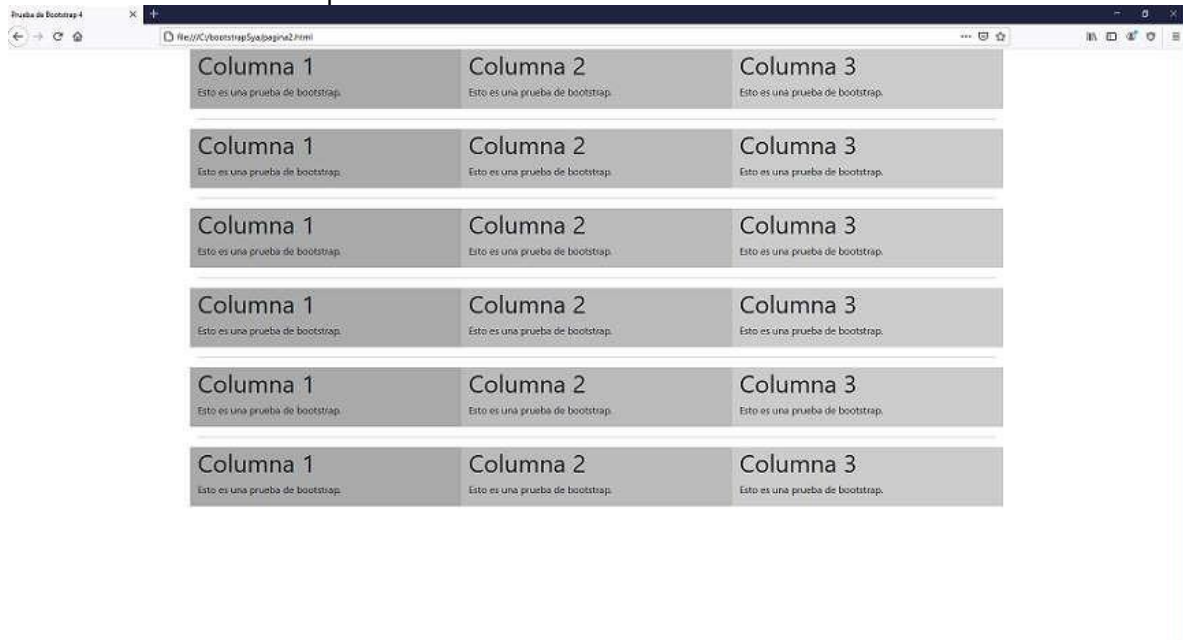 Prueba de Bootstrap 4
file:///C:/bootstrapSya/pagina2.html
Columna 1 Columna 2 Columna 3
Esto es una prueba de bootstrap. Esto es una prueba de bootstrap. Esto es una prueba de bootstrap.
Columna 1 Columna 2 Columna 3
Esto es una prueba de bootstrap. Esto es una prueba de bootstrap. Esto es una prueba de bootstrap.
Columna 1 Columna 2 Columna 3
Esto es una prueba de bootstrap. Esto es una prueba de bootstrap. Esto es una prueba de bootstrap.
Columna 1 Columna 2 Columna 3
Esto es una prueba de bootstrap. Esto es una prueba de bootstrap. Esto es una prueba de bootstrap.
Columna 1 Columna 2 Columna 3
Esto es una prueba de bootstrap. Esto es una prueba de bootstrap. Esto es una prueba de bootstrap.
Columna 1 Columna 2 Columna 3
Esto es una prueba de bootstrap. Esto es una prueba de bootstrap. Esto es una prueba de bootstrap.